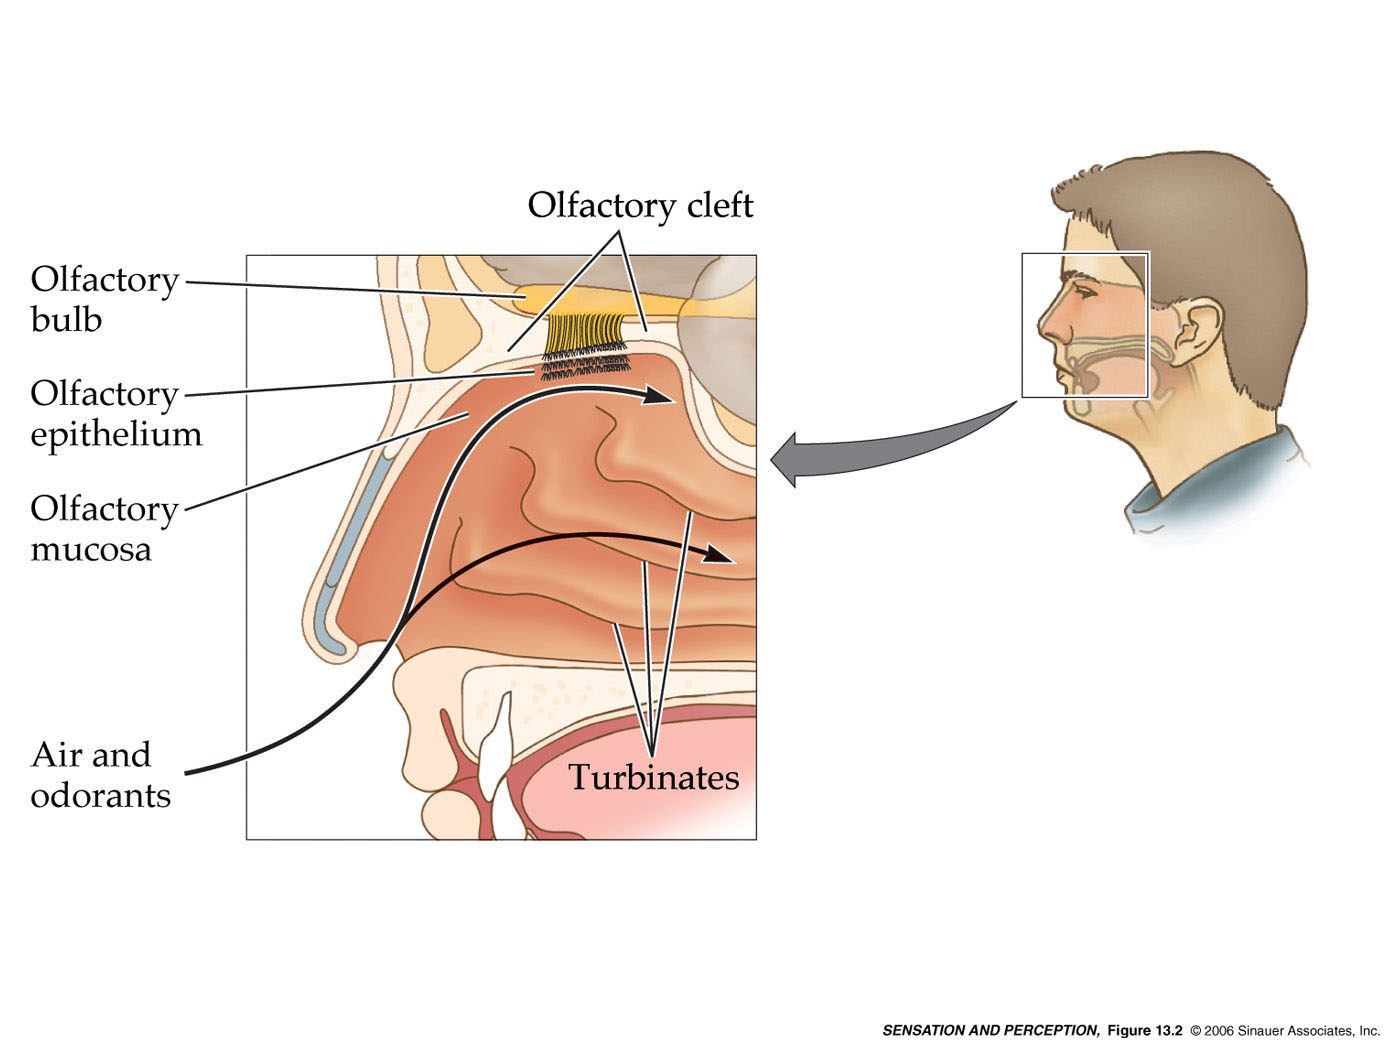 Olfactory cleft
Olfactory
bulb
Olfactory
epithelium
Olfactory
mucosa
Air and
odorants
Turbinates
SENSATION AND PERCEPTION, Figure 13.2 © 2006 Sinauer Associates, Inc.